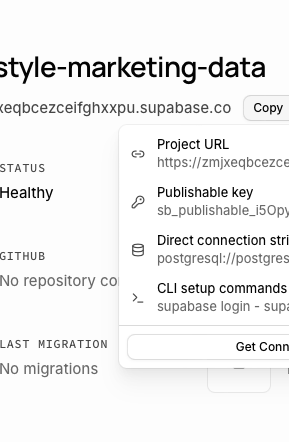 style-marketing-data
xeqbcezceifghxxpu.supabase.co
Copy
Project URL
https://zmjxeqbcezce
Publishable key
sb_publishable_i5Opy
Direct connection stri
postgresql://postgres
CLI setup commands
supabase login - supa
Get Conn
STATUS
Healthy
GITHUB
No repository co
LAST MIGRATION
No migrations